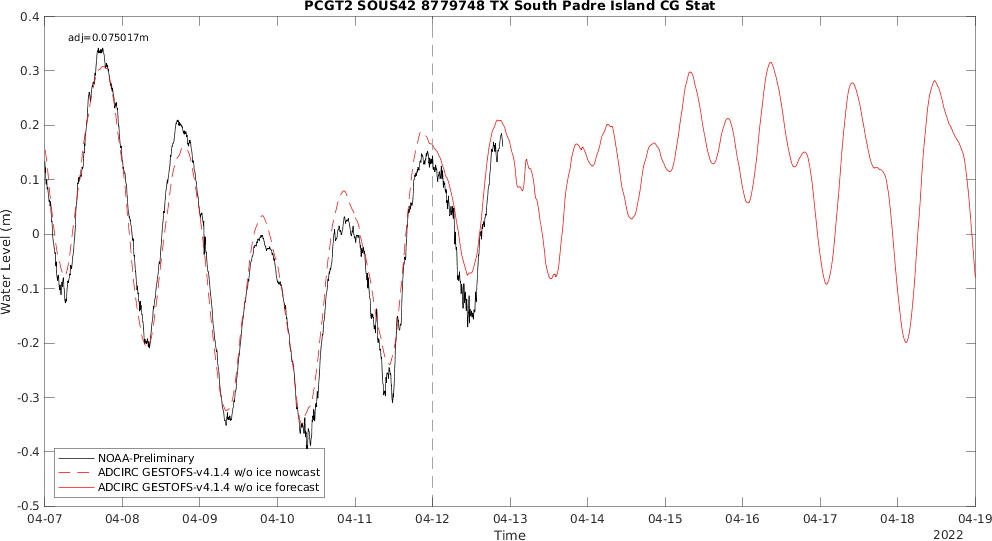 PCGT2 SOUS42 8779748 TX South Padre Island CG Stat
adj=0.075017m
0.4
0.3
0.2
0.1
0
-0.1
-0.2
-0.3
-0.4
-0.5
Water Level (m)
NOAA-Preliminary
ADCIRC GESTOFS-v4.1.4 w/o ice nowcast
ADCIRC GESTOFS-v4.1.4 w/o ice forecast
04-07 04-08 04-09 04-10 04-11 04-12 04-13 04-14 04-15 04-16 04-17 04-18 04-19
Time
2022